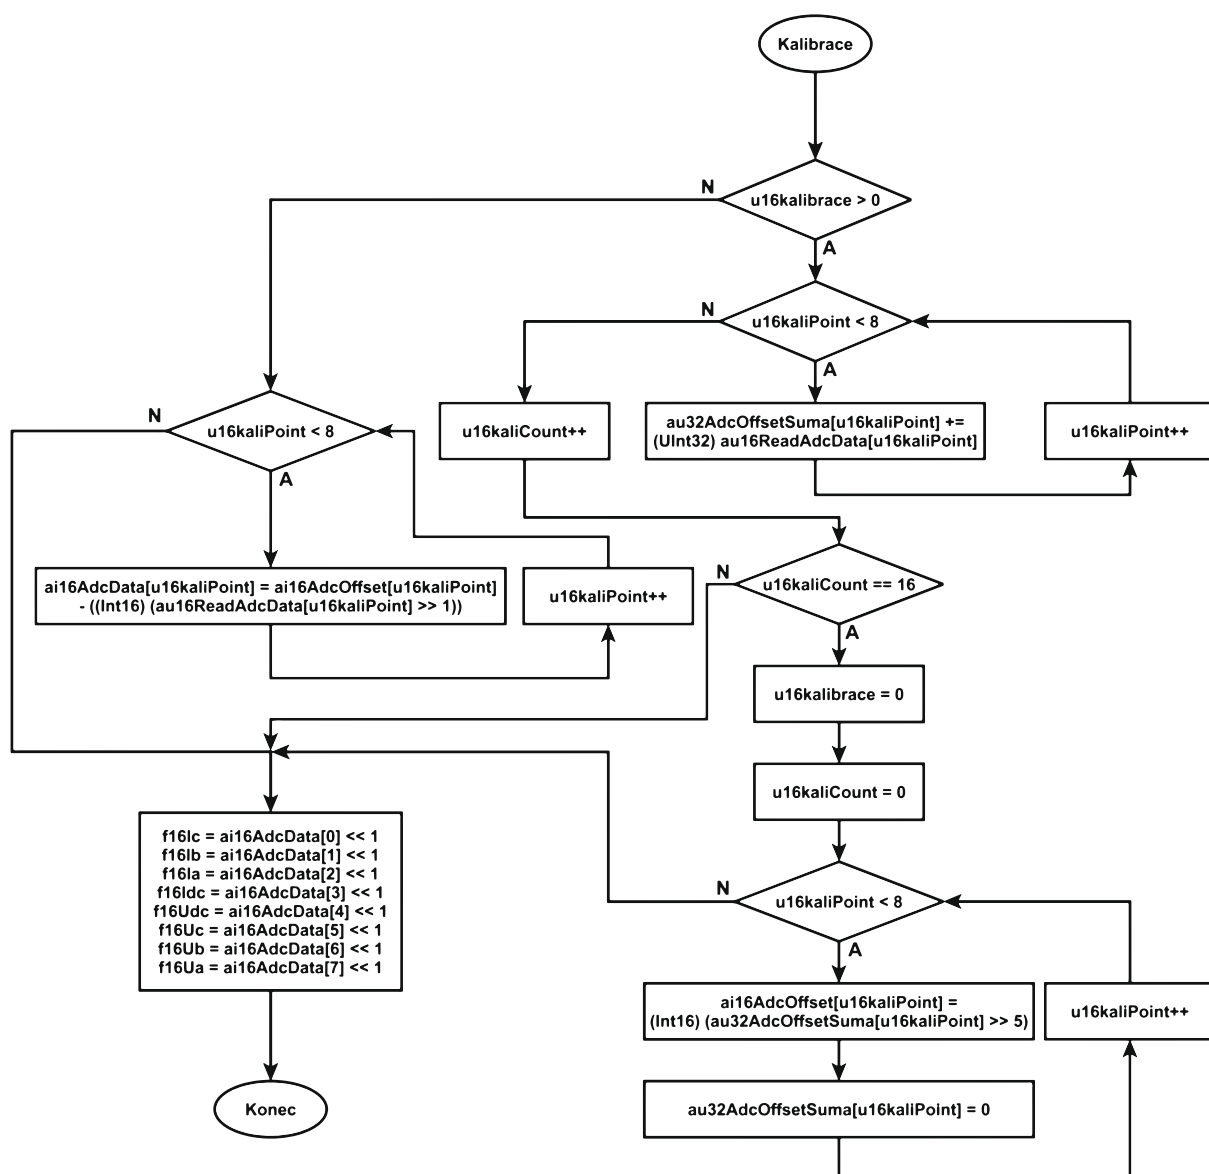 Kalibrace
N
u16kalibrace > 0
A
N
u16kaliPoint < 8
A
N
u16kaliPoint < 8
A
u16kaliCount++
au32AdcOffsetSuma[u16kaliPoint] +=
(UInt32) au16ReadAdcData[u16kaliPoint]
u16kaliPoint++
ai16AdcData[u16kaliPoint] = ai16AdcOffset[u16kaliPoint]
- ((Int16) (au16ReadAdcData[u16kaliPoint] >> 1))
u16kaliPoint++
N
u16kaliCount == 16
A
u16kalibrace = 0
u16kaliCount = 0
f16Ic = ai16AdcData[0] << 1
f16Ib = ai16AdcData[1] << 1
f16Ia = ai16AdcData[2] << 1
f16Idc = ai16AdcData[3] << 1
f16Udc = ai16AdcData[4] << 1
f16Uc = ai16AdcData[5] << 1
f16Ub = ai16AdcData[6] << 1
f16Ua = ai16AdcData[7] << 1
N
u16kaliPoint < 8
A
ai16AdcOffset[u16kaliPoint] =
(Int16) (au32AdcOffsetSuma[u16kaliPoint] >> 5)
u16kaliPoint++
au32AdcOffsetSuma[u16kaliPoint] = 0
Konec